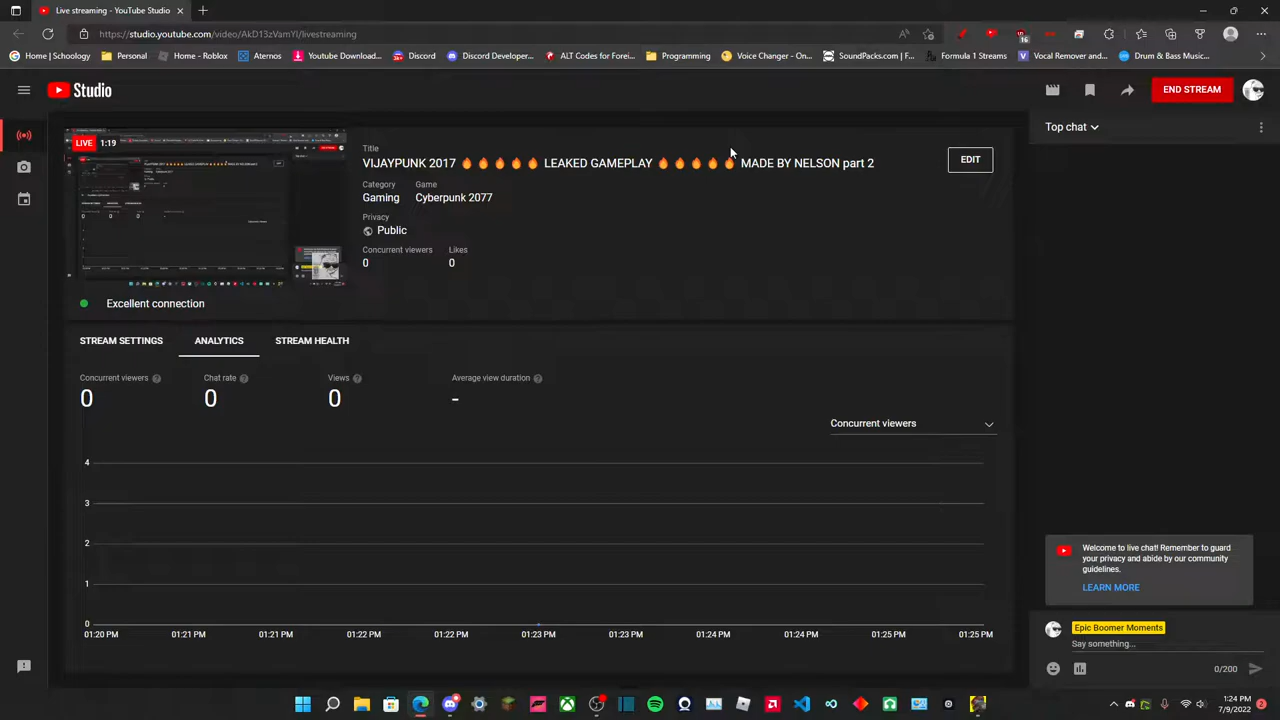 Live streaming - YouTube Studio
https://studio.youtube.com/video/AkD13zVamYI/livestreaming
Home | Schoology
Personal
Home - Roblox
Aternos
Youtube Download...
Discord
Discord Developer...
ALT Codes for Forei...
Programming
Voice Changer - On...
SoundPacks.com | F...
Formula 1 Streams
Vocal Remover and...
Drum & Bass Music...
Studio
END STREAM
LIVE 1:19
Title
VIJAYPUNK 2017 🔥🔥🔥🔥🔥 LEAKED GAMEPLAY 🔥🔥🔥🔥🔥 MADE BY NELSON part 2
EDIT
Category Game
Gaming Cyberpunk 2077
Privacy
Public
Concurrent viewers Likes
0 0
Excellent connection
STREAM SETTINGS ANALYTICS STREAM HEALTH
Concurrent viewers Chat rate Views Average view duration
0 0 0 -
Concurrent viewers
4
3
2
1
0
01:20 PM 01:21 PM 01:21 PM 01:22 PM 01:23 PM 01:23 PM 01:24 PM 01:24 PM 01:25 PM 01:25 PM
Top chat
Welcome to live chat! Remember to guard
your privacy and abide by our community
guidelines.
LEARN MORE
Epic Boomer Moments
Say something...
0/200
1:24 PM
7/9/2022